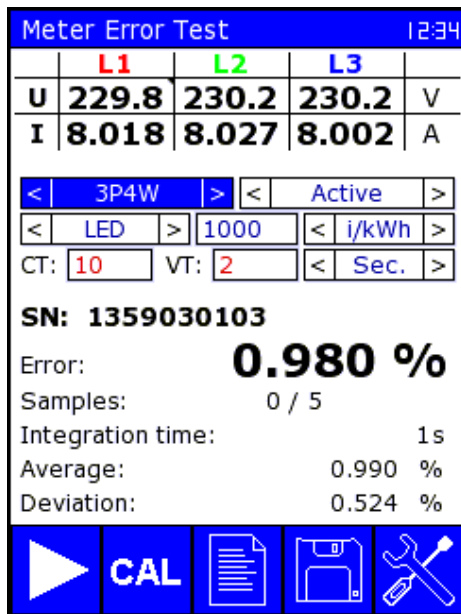 Meter Error Test 12:34
L1 L2 L3
U 229.8 230.2 230.2 V
I 8.018 8.027 8.002 A
< 3P4W > < Active >
< LED > 1000 < i/kWh >
CT: 10 VT: 2 < Sec. >
SN: 1359030103
Error: 0.980 %
Samples: 0 / 5
Integration time: 1s
Average: 0.990 %
Deviation: 0.524 %
CAL